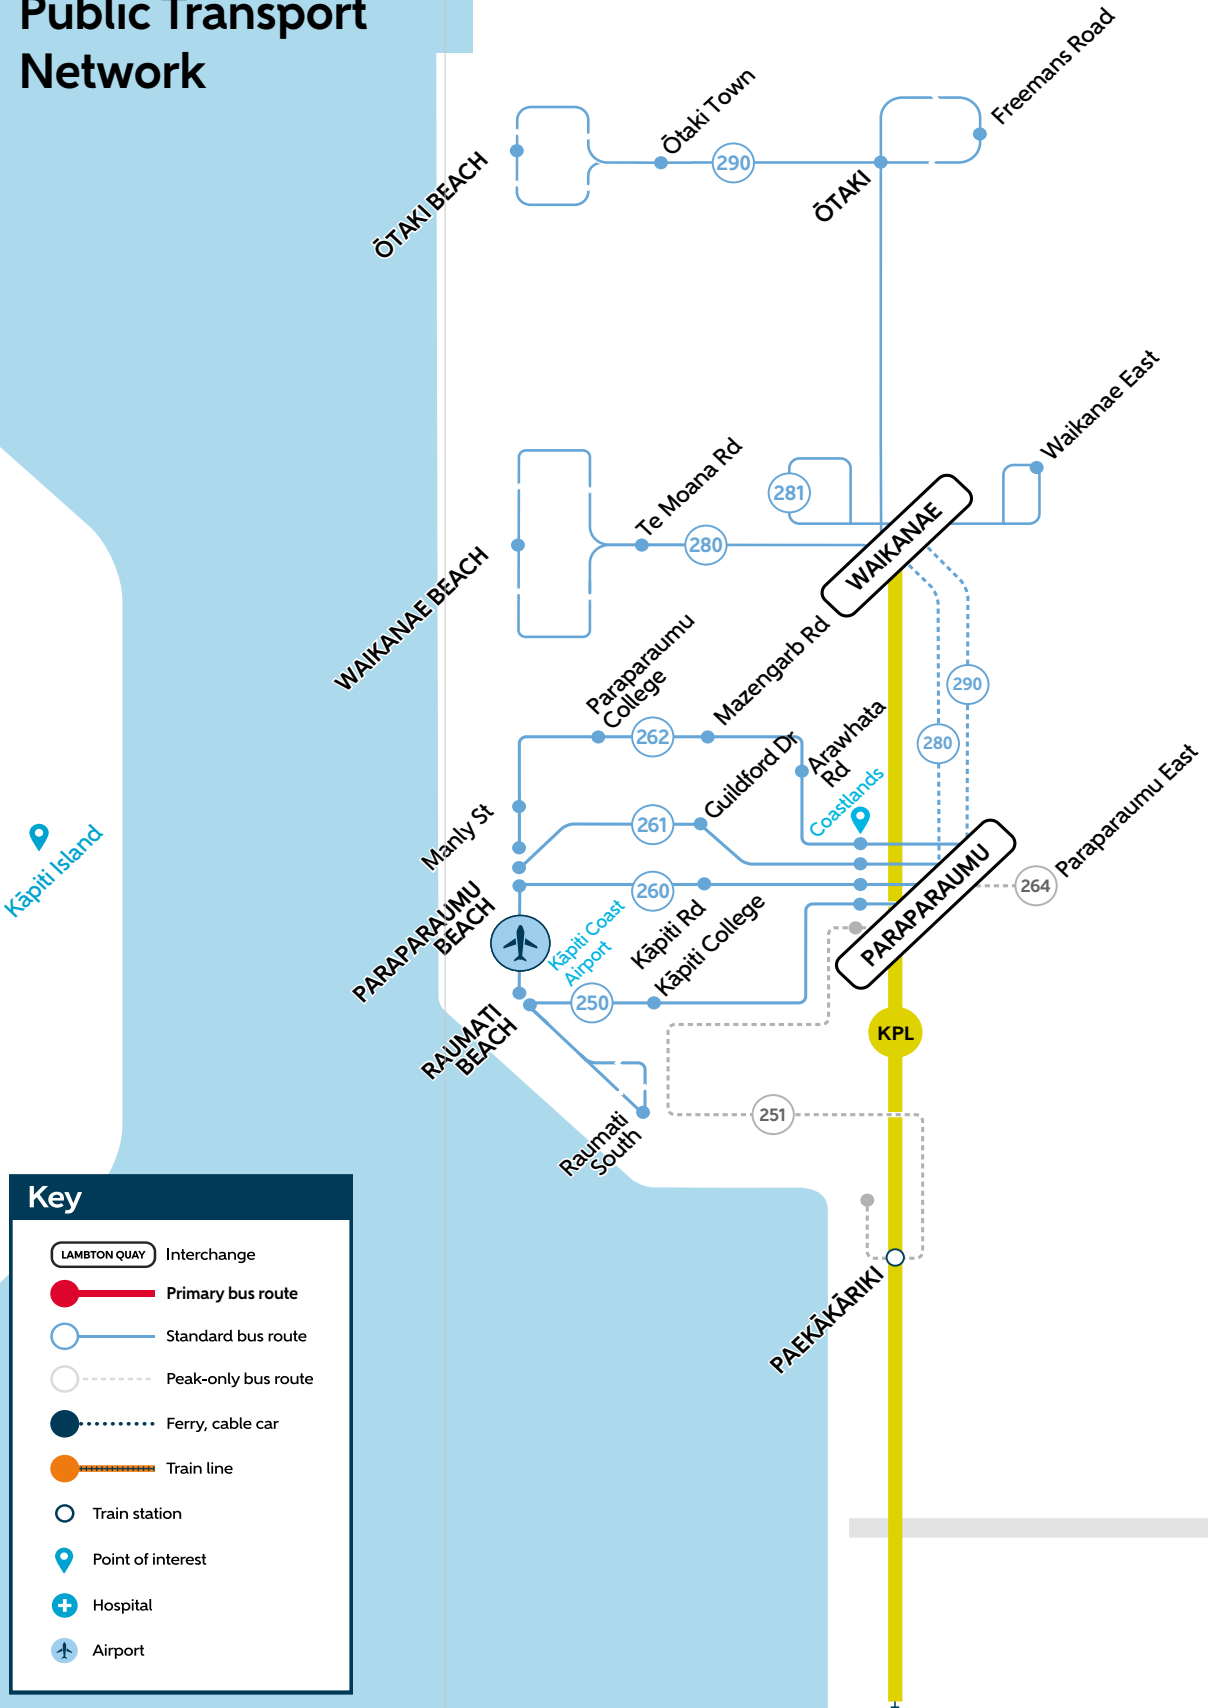 Public Transport
Network
Freemans Road
Ōtaki Town
290
ŌTAKI BEACH
ŌTAKI
Waikanae East
Te Moana Rd
281
280
WAIKANAE
WAIKANAE BEACH
Paraparaumu
College
Mazengarb Rd
290
262
280
Guildford Dr
Arawhata
Rd
Coastlands
Paraparaumu East
Manly St
261
Kāpiti Island
260
264
PARAPARAUMU
PARAPARAUMU
BEACH
Kāpiti Coast
Airport
Kāpiti Rd
Kāpiti College
250
RAUMATI
BEACH
KPL
251
Raumati
South
PAEKĀKĀRIKI
Key
LAMBTON QUAY
Interchange
Primary bus route
Standard bus route
Peak-only bus route
Ferry, cable car
Train line
Train station
Point of interest
Hospital
Airport